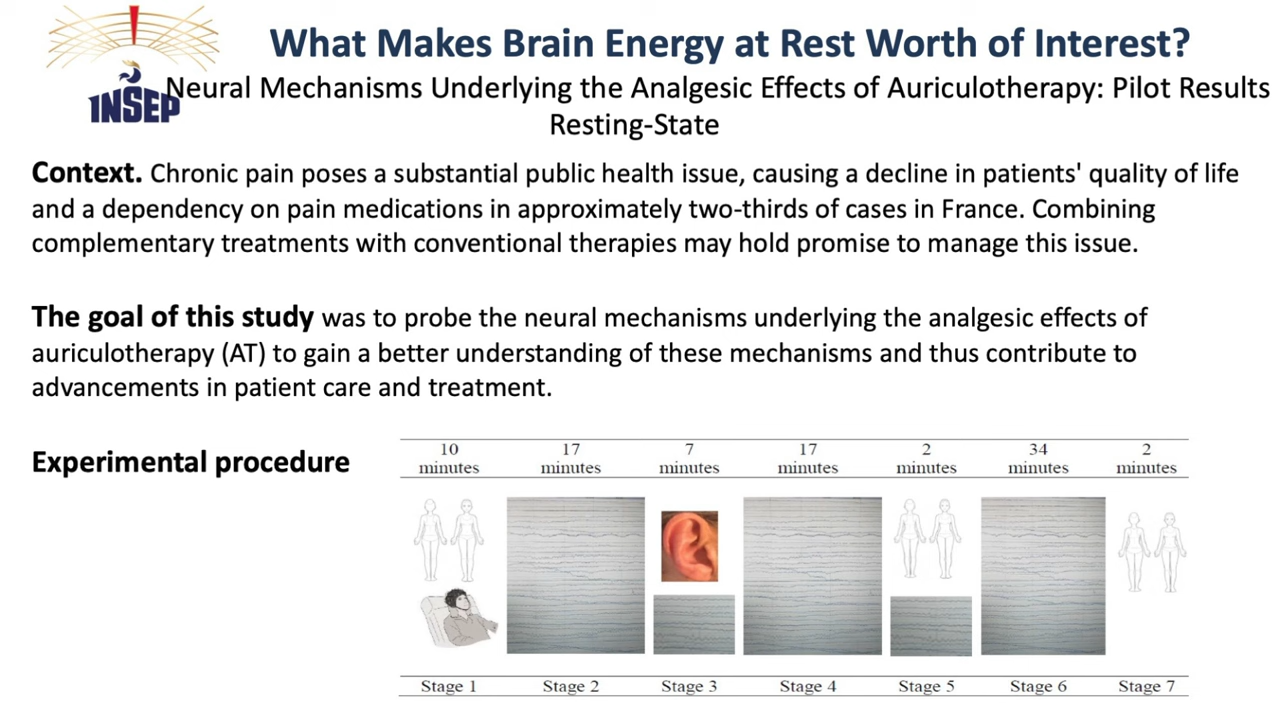 What Makes Brain Energy at Rest Worth of Interest?
INSEP
Neural Mechanisms Underlying the Analgesic Effects of Auriculotherapy: Pilot Results
Resting-State
Context. Chronic pain poses a substantial public health issue, causing a decline in patients' quality of life
and a dependency on pain medications in approximately two-thirds of cases in France. Combining
complementary treatments with conventional therapies may hold promise to manage this issue.
The goal of this study was to probe the neural mechanisms underlying the analgesic effects of
auriculotherapy (AT) to gain a better understanding of these mechanisms and thus contribute to
advancements in patient care and treatment.
Experimental procedure
10 17 7 17 2 34 2
minutes minutes minutes minutes minutes minutes minutes
Stage 1 Stage 2 Stage 3 Stage 4 Stage 5 Stage 6 Stage 7